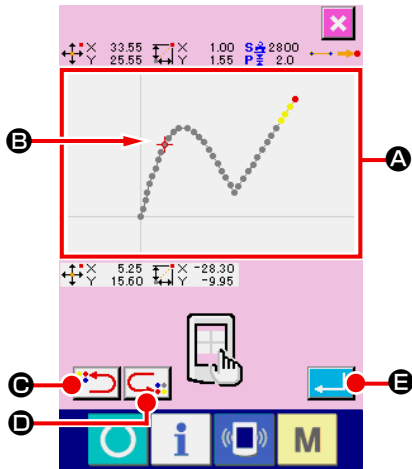 X 33.55 X 1.00 S 2800
Y 25.55 Y 1.55 P 2.0
B
A
X 5.25 X -28.30
Y 15.60 Y -9.95
C
D
E
i M